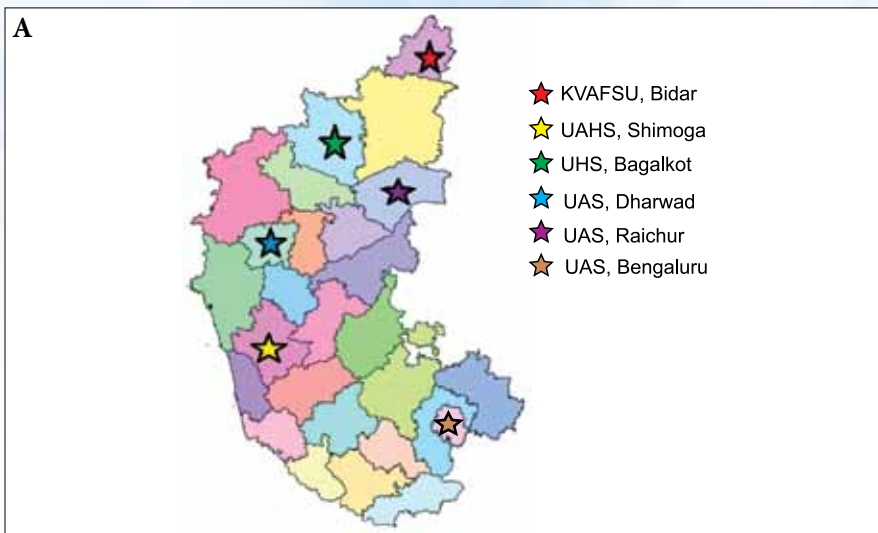 A
KVAFSU, Bidar
UAHS, Shimoga
UHS, Bagalkot
UAS, Dharwad
UAS, Raichur
UAS, Bengaluru